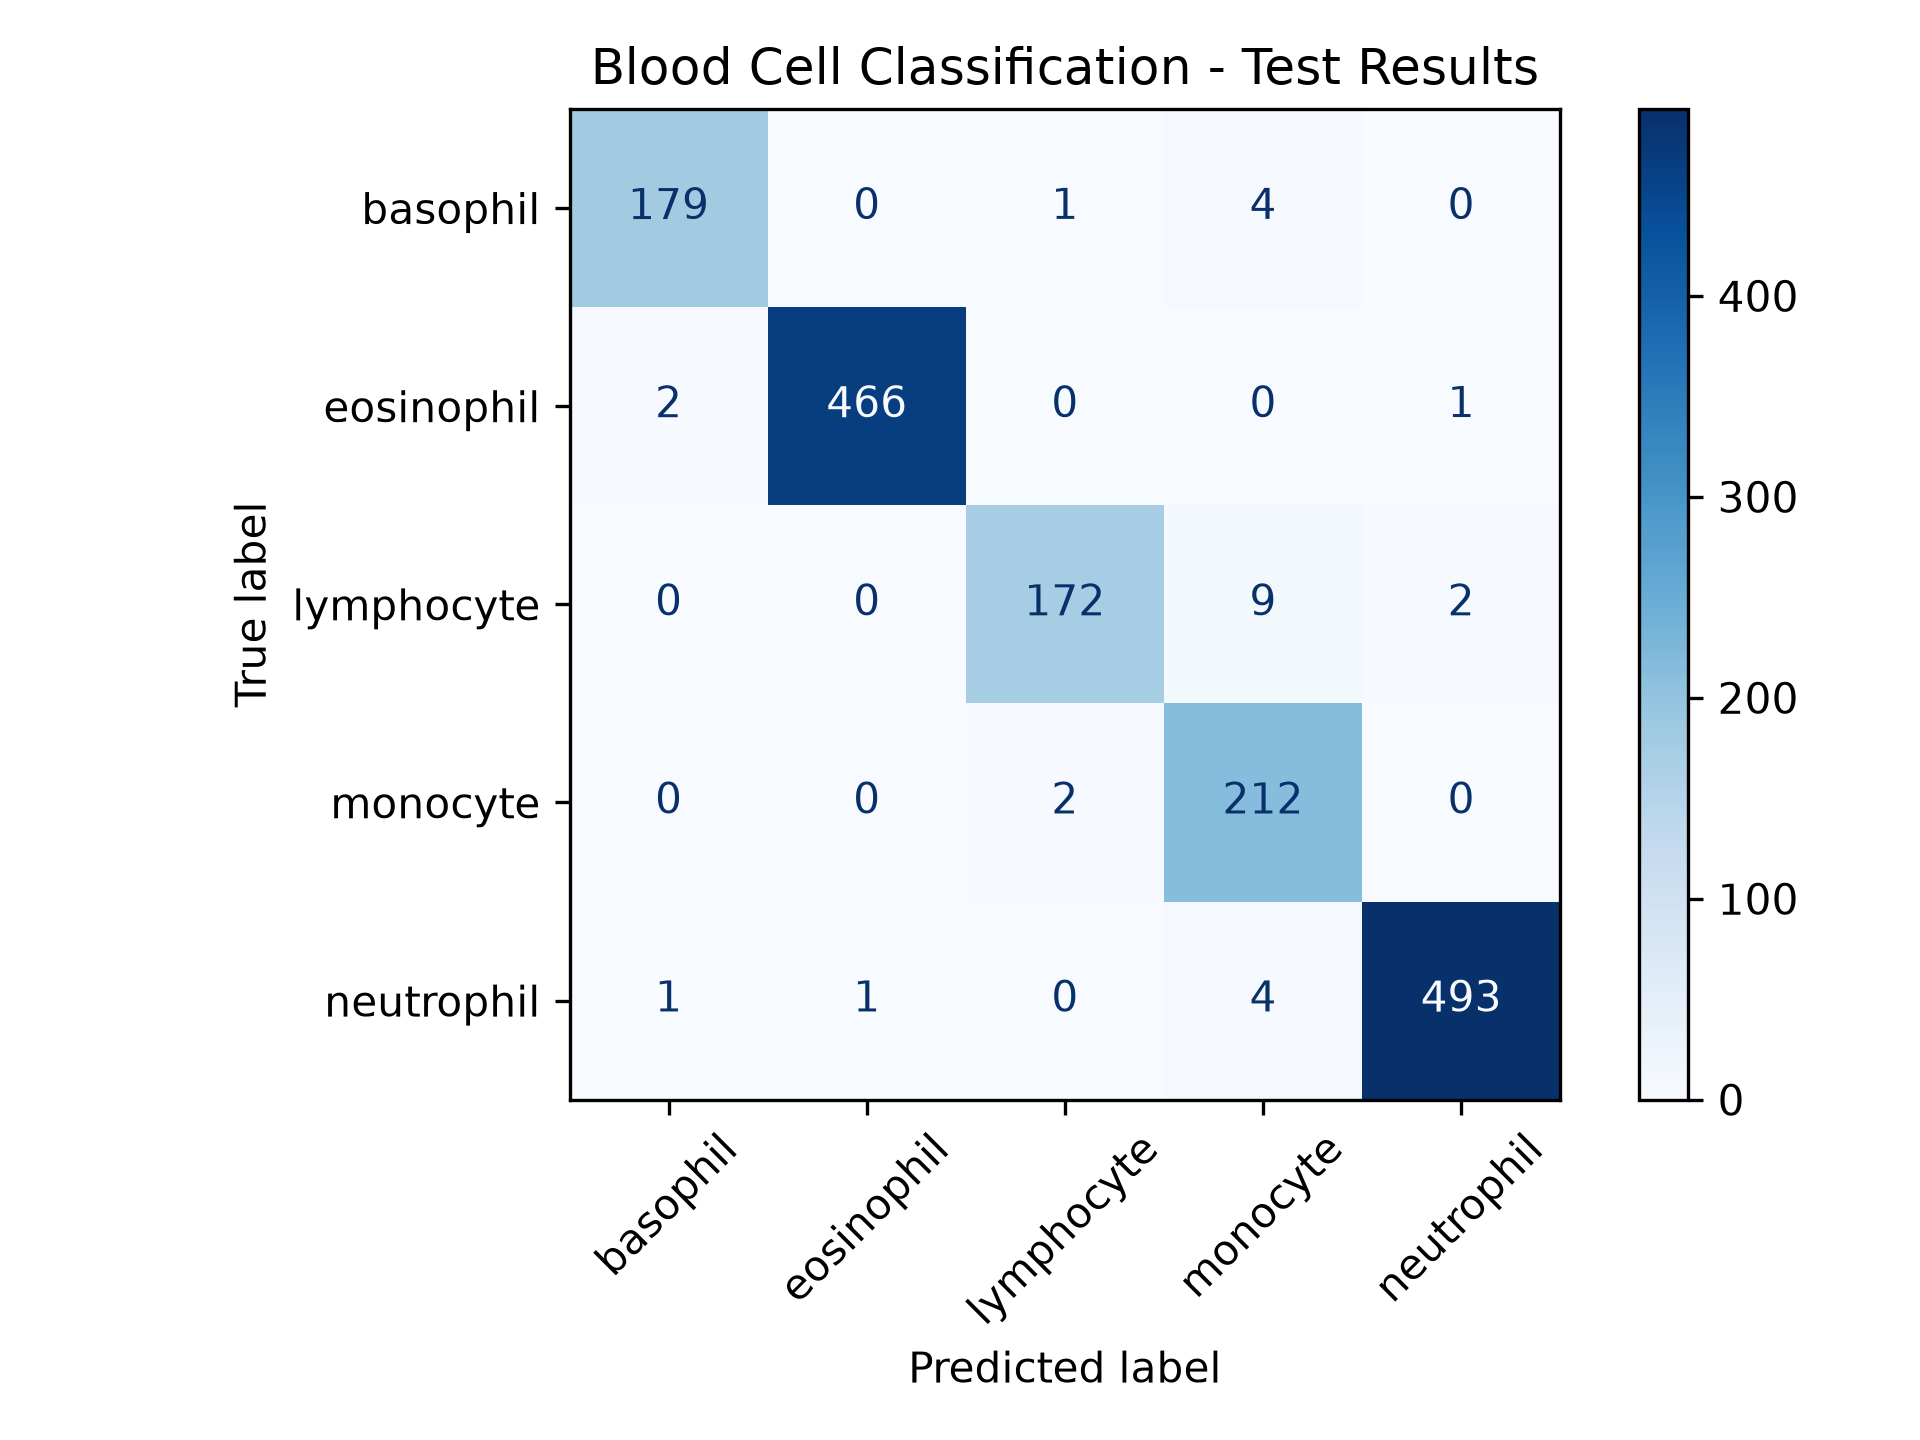 Blood Cell Classification - Test Results
basophil 179 0 1 4 0
eosinophil 2 466 0 0 1
lymphocyte 0 0 172 9 2
monocyte 0 0 2 212 0
neutrophil 1 1 0 4 493
True label
basophil eosinophil lymphocyte monocyte neutrophil
Predicted label
400
300
200
100
0